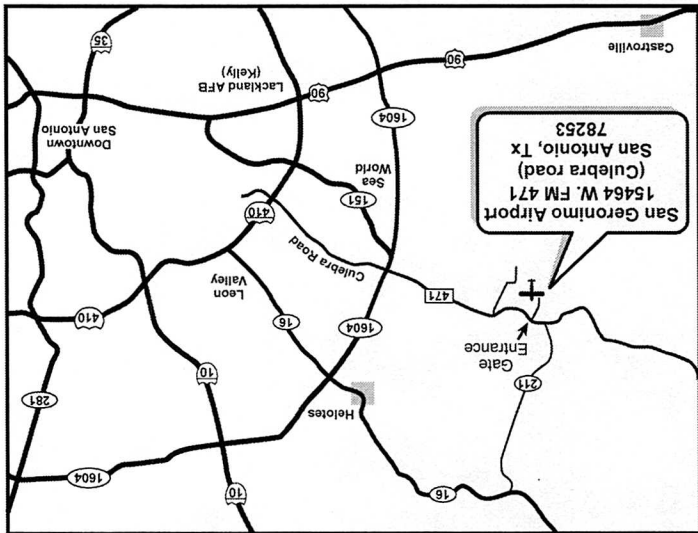 16
10
1604
Helotes
281
211
10
Gate
Entrance
1604
16
410
471
Leon
Valley
Culebra Road
San Geronimo Airport
15464 W. FM 471
(Culebra road)
San Antonio, Tx
78253
410
151
Sea
World
Downtown
San Antonio
1604
90
Lackland AFB
(Kelly)
90
35
Castroville